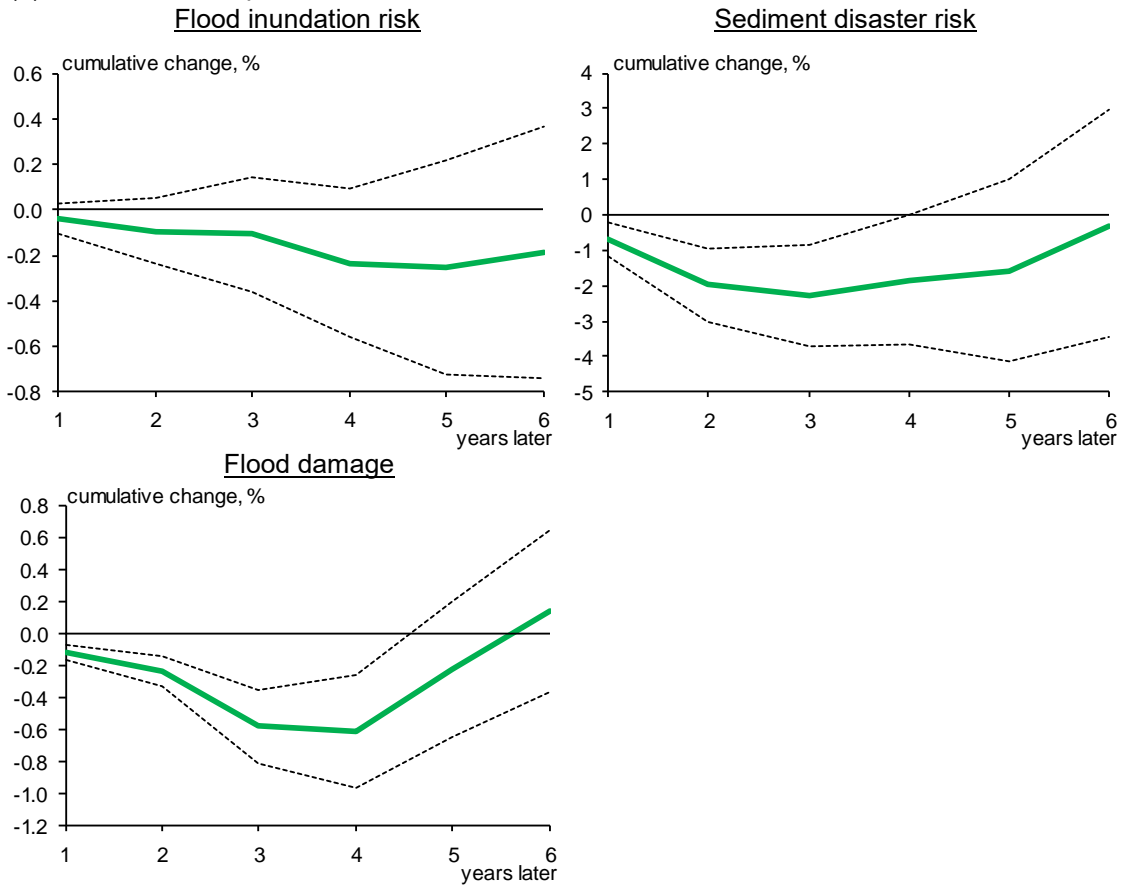 Flood inundation risk
cumulative change, %
0.6
0.4
0.2
0.0
-0.2
-0.4
-0.6
-0.8
1 2 3 4 5 6
years later
Sediment disaster risk
cumulative change, %
4
3
2
1
0
-1
-2
-3
-4
-5
1 2 3 4 5 6
years later
Flood damage
cumulative change, %
0.8
0.6
0.4
0.2
0.0
-0.2
-0.4
-0.6
-0.8
-1.0
-1.2
1 2 3 4 5 6
years later